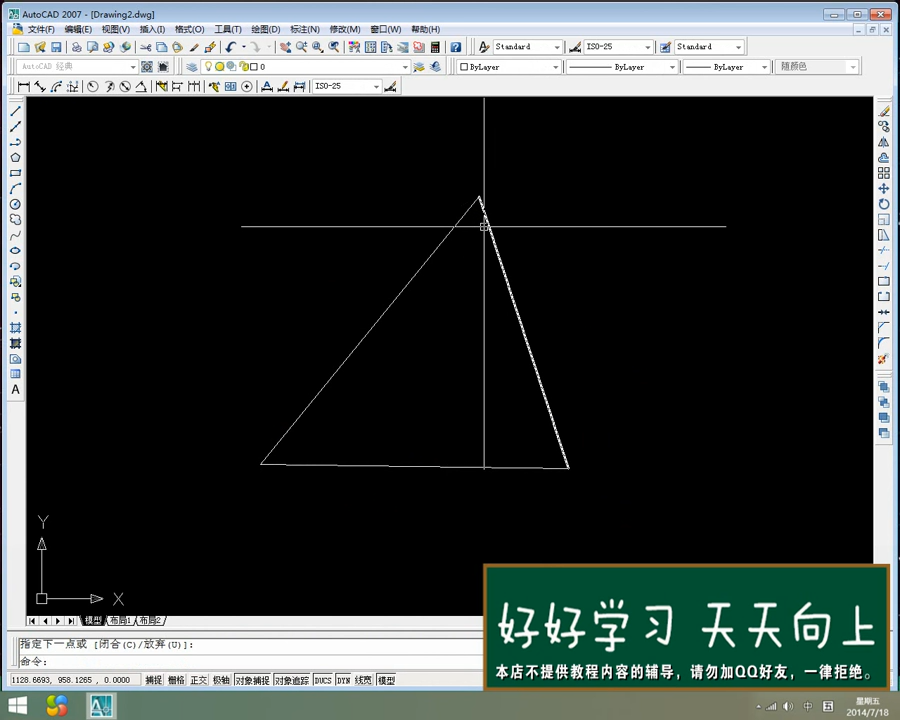 AutoCAD 2007 - [Drawing2.dwg]
文件(F) 编辑(E) 视图(V) 插入(I) 格式(O) 工具(T) 绘图(D) 标注(N) 修改(M) 窗口(W) 帮助(H)
Standard ISO-25 Standard
AutoCAD 经典 0 ByLayer ByLayer ByLayer 随颜色
ISO-25
A
Y
X
模型 布局1 布局2
指定下一点或 [闭合(C)/放弃(U)]:
命令:
好好学习 天天向上
本店不提供教程内容的辅导，请勿加QQ好友，一律拒绝。
1128.6693, 958.1265 , 0.0000 捕捉 栅格 正交 极轴 对象捕捉 对象追踪 DUCS DYN 线宽 模型
中 五
星期五
2014/7/18